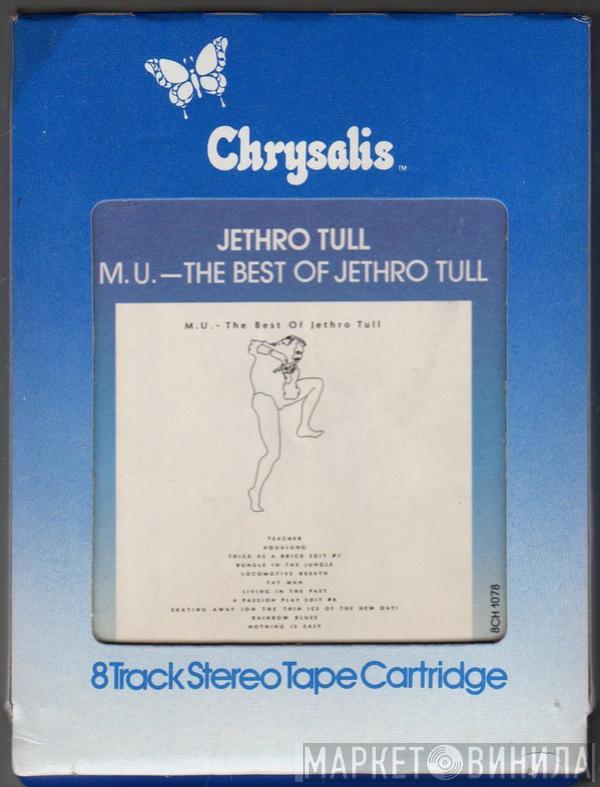 Chrysalis™
JETHRO TULL
M.U.—THE BEST OF JETHRO TULL
M.U.- The Best Of Jethro Tull
TEACHER
AQUALUNG
THICK AS A BRICK EDIT #1
BUNGLE IN THE JUNGLE
LOCOMOTIVE BREATH
FAT MAN
LIVING IN THE PAST
A PASSION PLAY EDIT #8
SKATING AWAY (ON THE THIN ICE OF THE NEW DAY)
RAINBOW BLUES
NOTHING IS EASY
8CH 1078
8 Track Stereo Tape Cartridge
МАРКЕТ ВИНИЛА